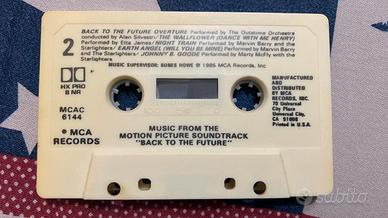 BACK TO THE FUTURE OVERTURE Performed by The Outatime Orchestra
conducted by Alan Silvestri/THE WALLFLOWER (DANCE WITH ME HENRY)
Performed by Etta James/NIGHT TRAIN Performed by Marvin Berry and the
Starlighters/EARTH ANGEL (WILL YOU BE MINE) Performed by Marvin Berry
and the Starlighters/JOHNNY B. GOODE Performed by Marty McFly with
the Starlighters
2
MUSIC SUPERVISOR: BONES HOWE ℗ 1985 MCA Records, Inc
HX PRO
B NR
MCAC
6144
MCA
RECORDS
MANUFACTURED
AND
DISTRIBUTED
BY MCA
RECORDS, INC.
70 Universal
City Plaza
Universal City,
CA 91608
Printed in U.S.A.
MUSIC FROM THE
MOTION PICTURE SOUNDTRACK
"BACK TO THE FUTURE"
subito